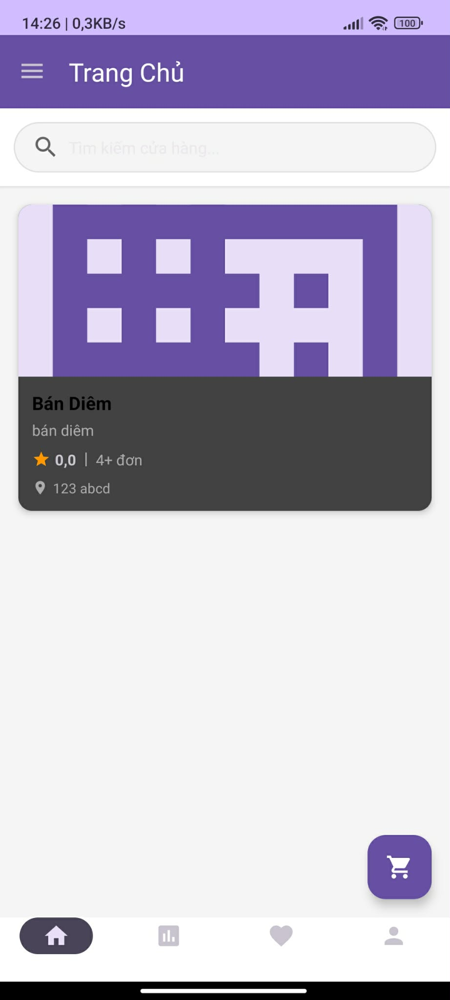 14:26 | 0,3KB/s
100
Trang Chủ
Tìm kiếm cửa hàng...
Bán Diêm
bán diêm
0,0 | 4+ đơn
123 abcd